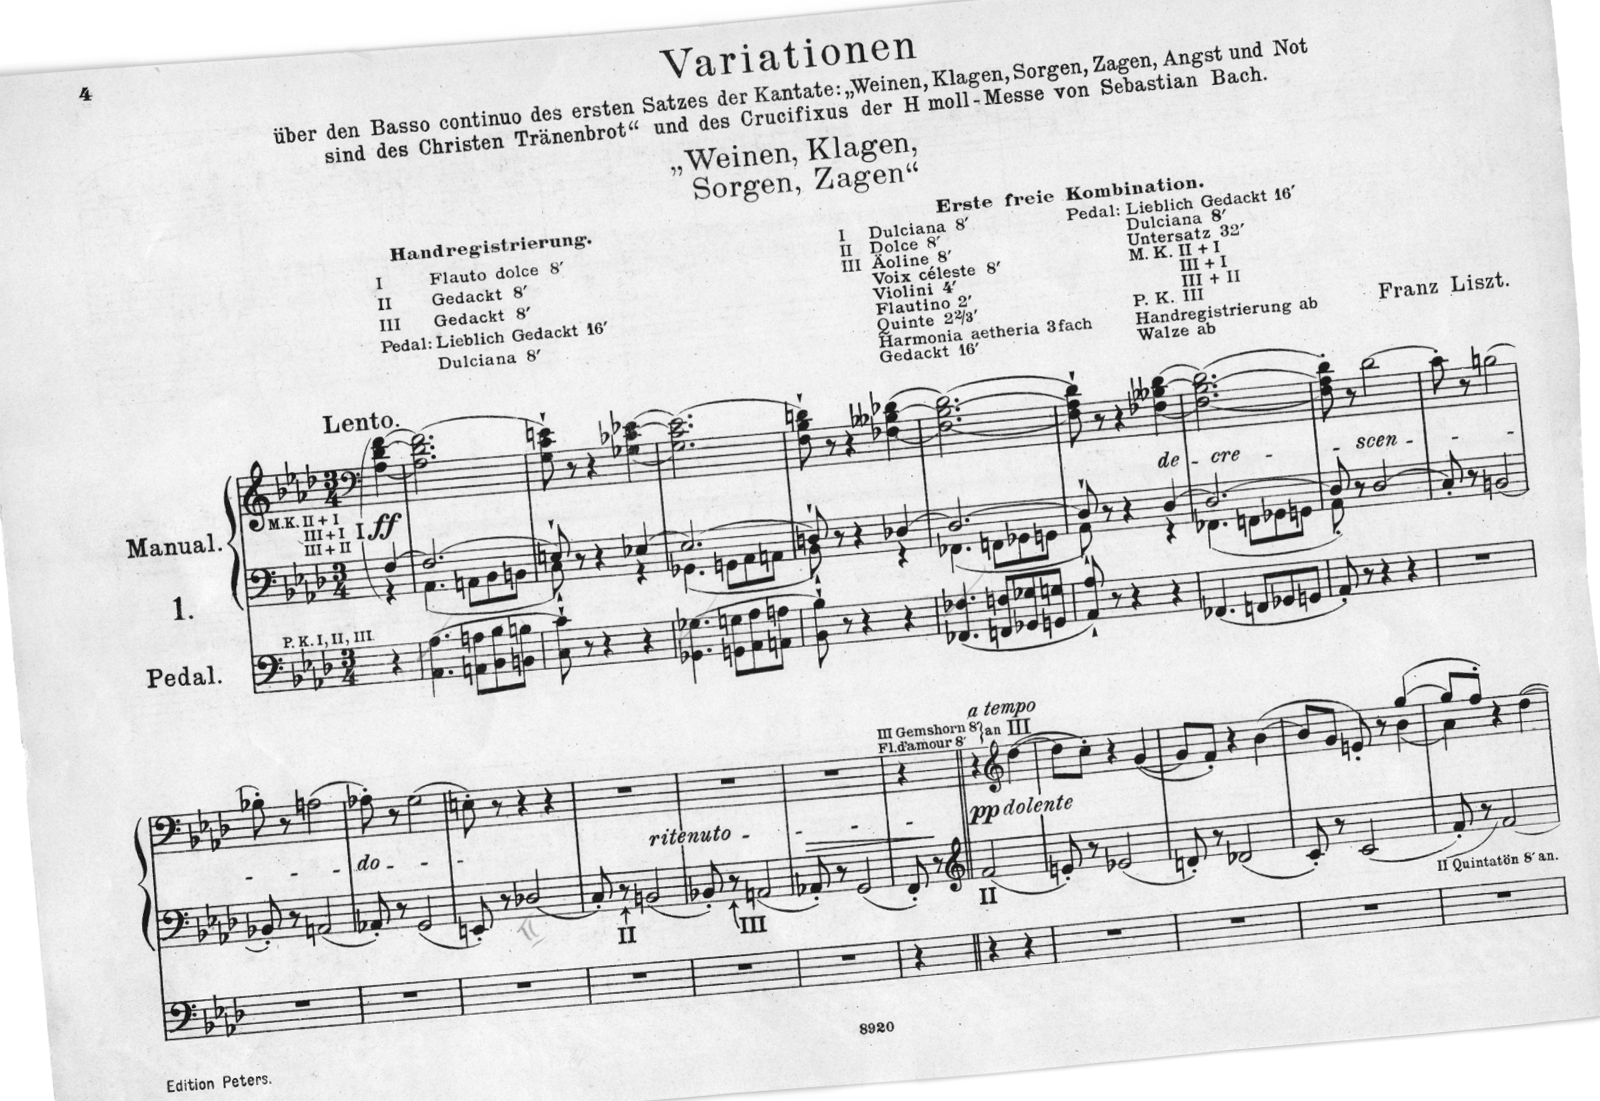 4
Variationen
über den Basso continuo des ersten Satzes der Kantate: „Weinen, Klagen, Sorgen, Zagen, Angst und Not
sind des Christen Tränenbrot“ und des Crucifixus der H moll-Messe von Sebastian Bach.
„Weinen, Klagen,
Sorgen, Zagen“
Handregistrierung.
I Flauto dolce 8′
II Gedackt 8′
III Gedackt 8′
Pedal: Lieblich Gedackt 16′
Dulciana 8′
Erste freie Kombination.
I Dulciana 8′
II Dolce 8′
III Äoline 8′
Voix céleste 8′
Violini 4′
Flautino 2′
Quinte 2⅔′
Harmonia aetheria 3fach
Gedackt 16′
Pedal: Lieblich Gedackt 16′
Dulciana 8′
Untersatz 32′
M. K. II + I
III + I
III + II
P. K. III
Handregistrierung ab
Walze ab
Franz Liszt.
Lento.
de - cre - - scen - - -
M.K. II + I
III + I
III + II
I ff
Manual.
1.
P. K. I, II, III.
Pedal.
a tempo
III Gemshorn 8′
Fl. d'amour 8′ } an III
pp dolente
ritenuto - - - -
- - - do - - -
II
III
II
II Quintatön 8′ an.
8920
Edition Peters.